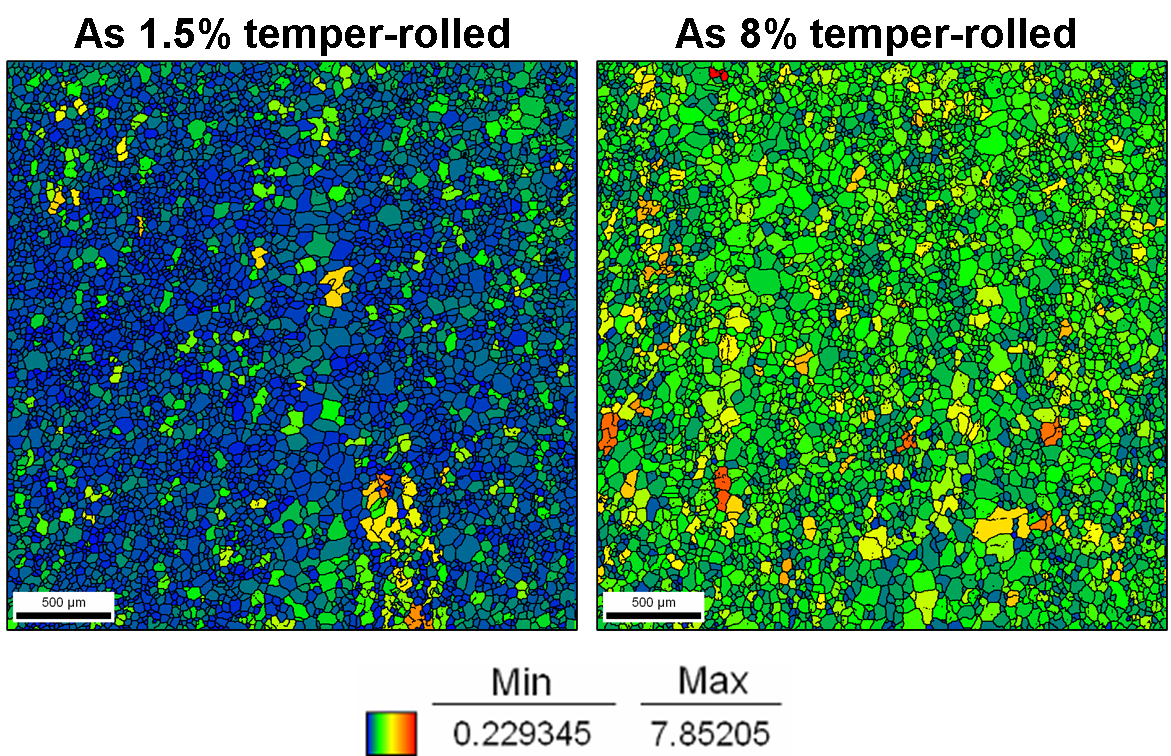 As 1.5% temper-rolled
As 8% temper-rolled
500 µm
500 µm
Min Max
0.229345 7.85205